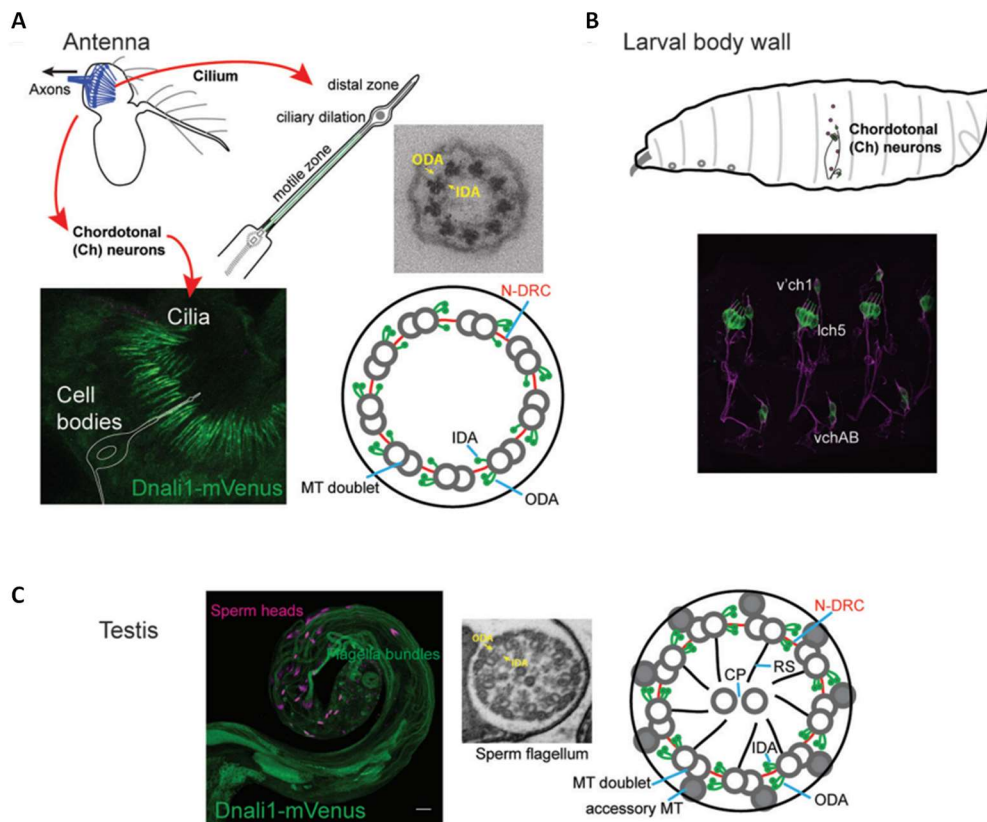 A
Antenna
Axons
Cilium
distal zone
ciliary dilation
motile zone
ODA
IDA
Chordotonal
(Ch) neurons
Cilia
Cell
bodies
Dnali1-mVenus
N-DRC
IDA
MT doublet
ODA
B
Larval body wall
Chordotonal
(Ch) neurons
v'ch1
lch5
vchAB
C
Testis
Sperm heads
Flagella bundles
Dnali1-mVenus
ODA
IDA
Sperm flagellum
N-DRC
CP
RS
IDA
MT doublet
accessory MT
ODA